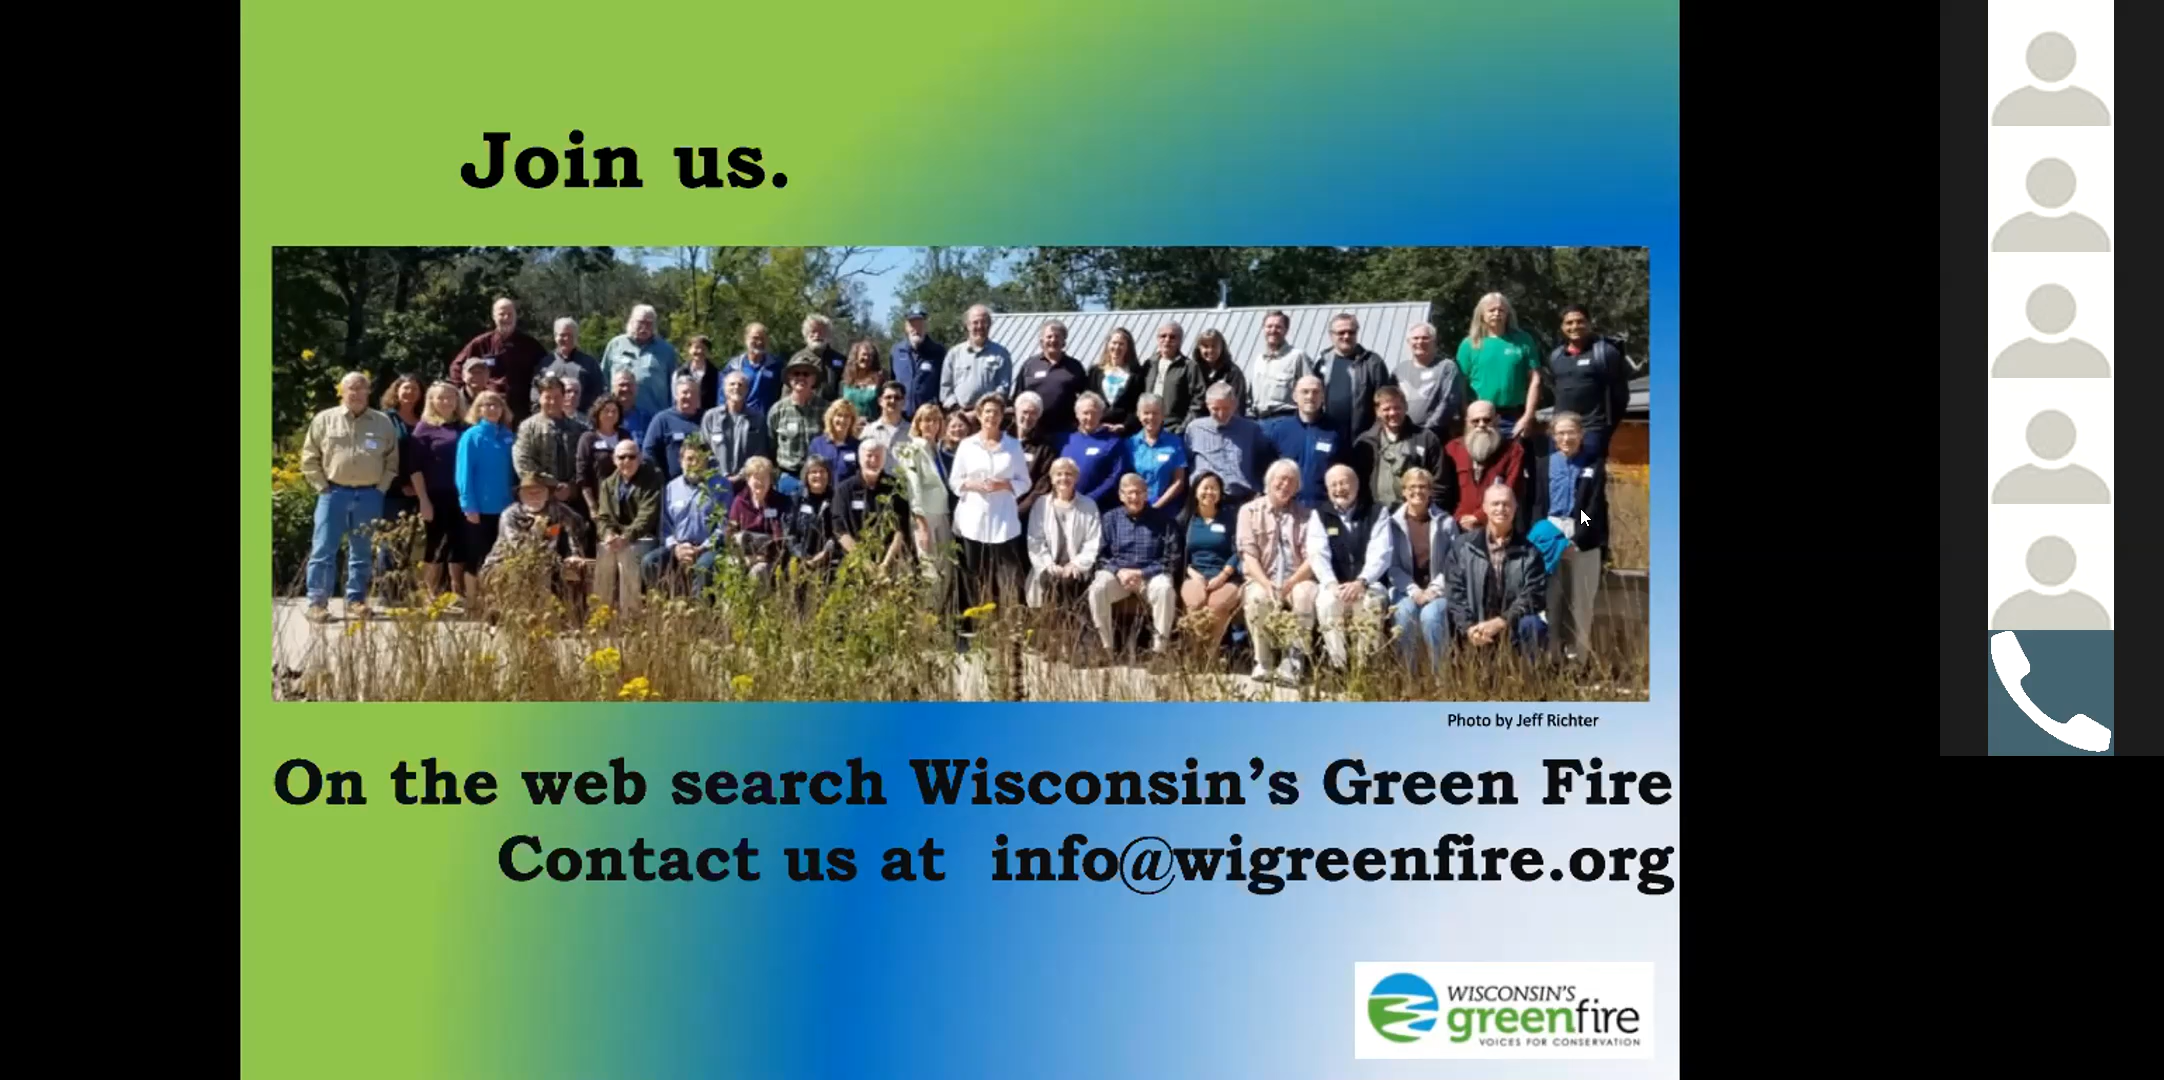 Join us.
Photo by Jeff Richter
On the web search Wisconsin’s Green Fire
Contact us at info@wigreenfire.org
WISCONSIN'S
greenfire
VOICES FOR CONSERVATION